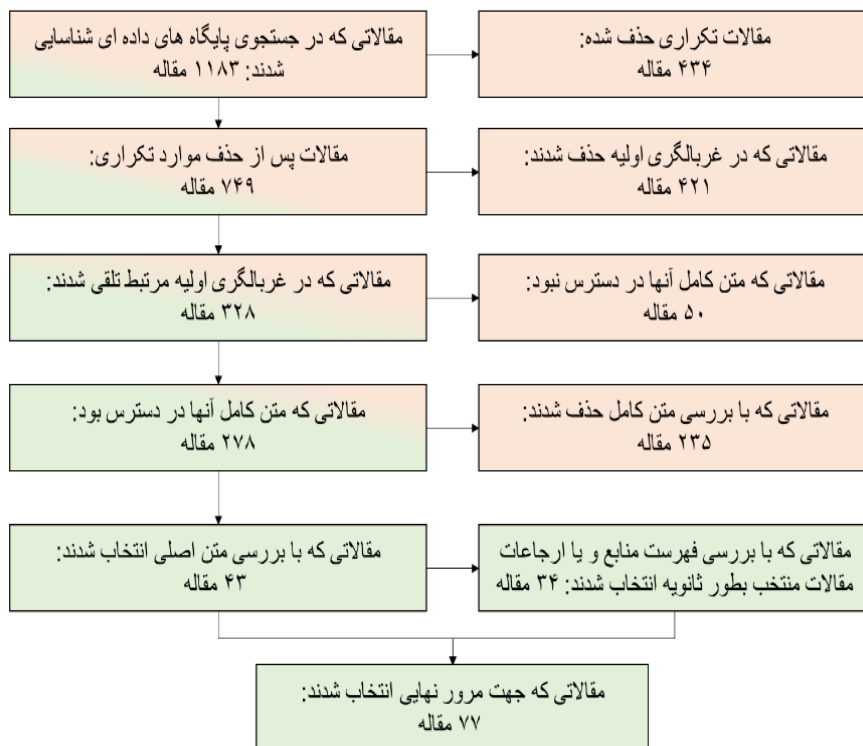 مقالاتی که در جستجوی پایگاه های داده ای شناسایی
شدند: ۱۱۸۳ مقاله
مقالات تکراری حذف شده:
۴۳۴ مقاله
مقالات پس از حذف موارد تکراری:
۷۴۹ مقاله
مقالاتی که در غربالگری اولیه حذف شدند:
۴۲۱ مقاله
مقالاتی که در غربالگری اولیه مرتبط تلقی شدند:
۳۲۸ مقاله
مقالاتی که متن کامل آنها در دسترس نبود:
۵۰ مقاله
مقالاتی که متن کامل آنها در دسترس بود:
۲۷۸ مقاله
مقالاتی که با بررسی متن کامل حذف شدند:
۲۳۵ مقاله
مقالاتی که با بررسی متن اصلی انتخاب شدند:
۴۳ مقاله
مقالاتی که با بررسی فهرست منابع و یا ارجاعات
مقالات منتخب بطور ثانویه انتخاب شدند: ۳۴ مقاله
مقالاتی که جهت مرور نهایی انتخاب شدند:
۷۷ مقاله